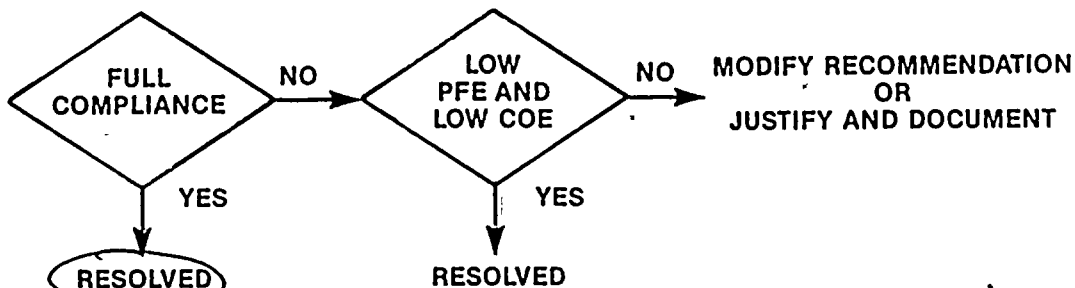 FULL
COMPLIANCE
NO
LOW
PFE AND
LOW COE
NO
MODIFY RECOMMENDATION
OR
JUSTIFY AND DOCUMENT
YES
YES
RESOLVED
RESOLVED